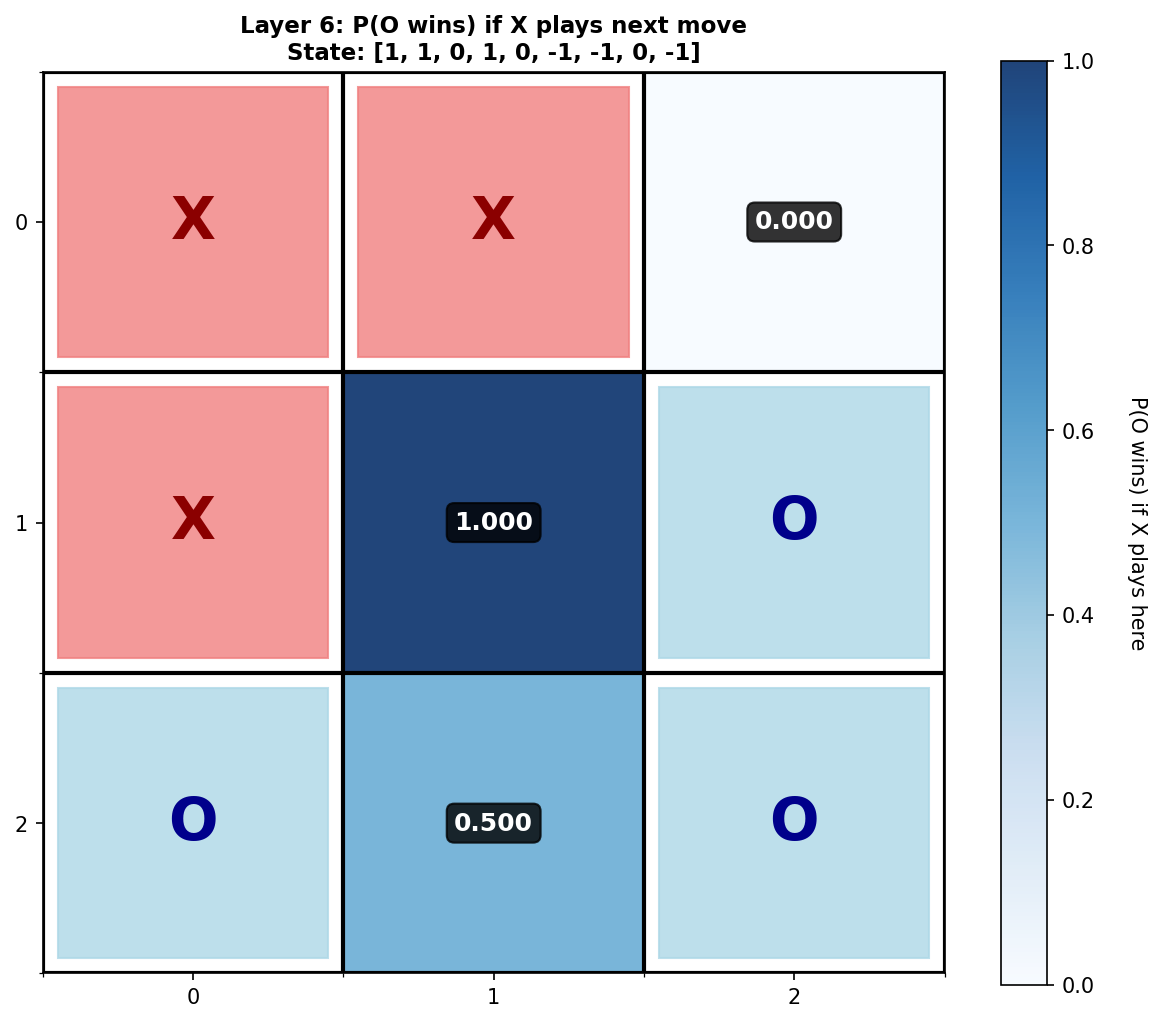 Layer 6: P(O wins) if X plays next move
State: [1, 1, 0, 1, 0, -1, -1, 0, -1]
X
X
0.000
X
1.000
O
O
0.500
O
0
1
2
0
1
2
1.0
0.8
0.6
0.4
0.2
0.0
P(O wins) if X plays here